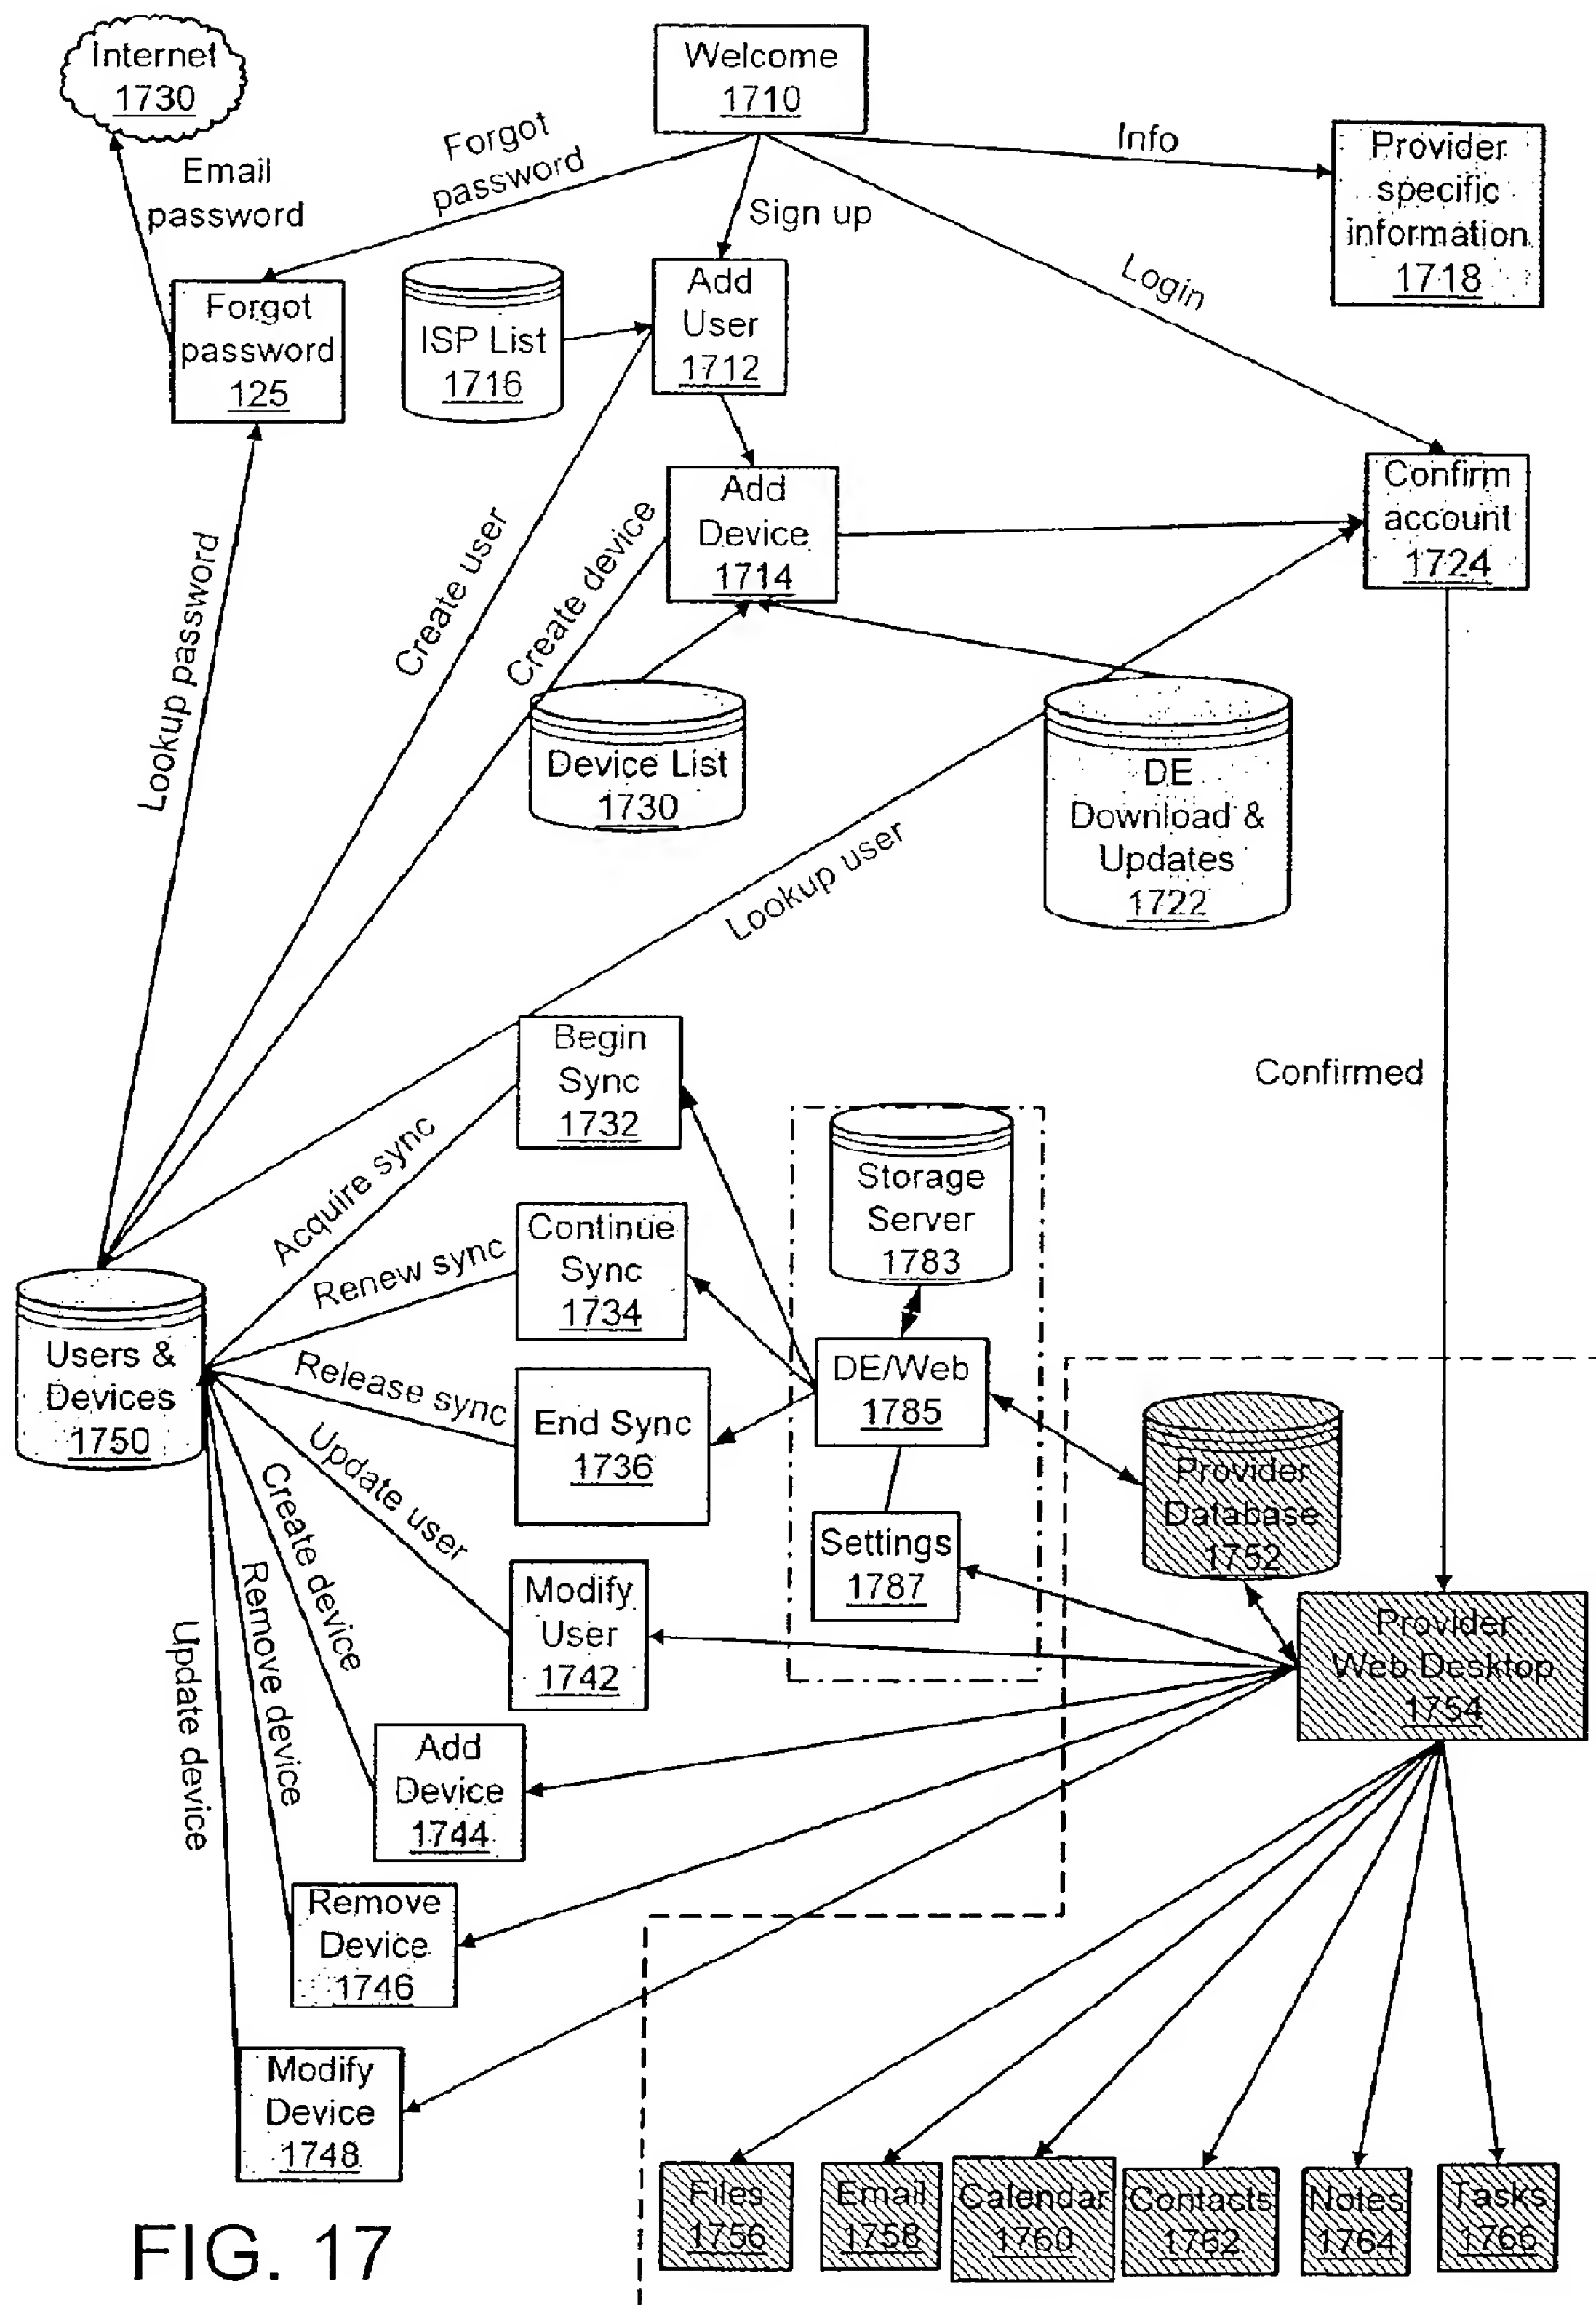 Internet
1730
Welcome
1710
Info
Provider
specific
information
1718
Forgot
password
Email
password
Sign up
Login
Forgot
password
125
ISP List
1716
Add
User
1712
Add
Device
1714
Confirm
account
1724
Lookup password
Create user
Create device
Device List
1730
DE
Download &
Updates
1722
Lookup user
Confirmed
Begin
Sync
1732
Acquire sync
Storage
Server
1783
Continue
Sync
1734
Renew sync
Users &
Devices
1750
Release sync
End Sync
1736
DE/Web
1785
Provider
Database
1752
Update user
Settings
1787
Create device
Modify
User
1742
Provider
Web Desktop
1754
Remove device
Update device
Add
Device
1744
Remove
Device
1746
Modify
Device
1748
Files
1756
Email
1758
Calendar
1760
Contacts
1762
Notes
1764
Tasks
1766
FIG. 17